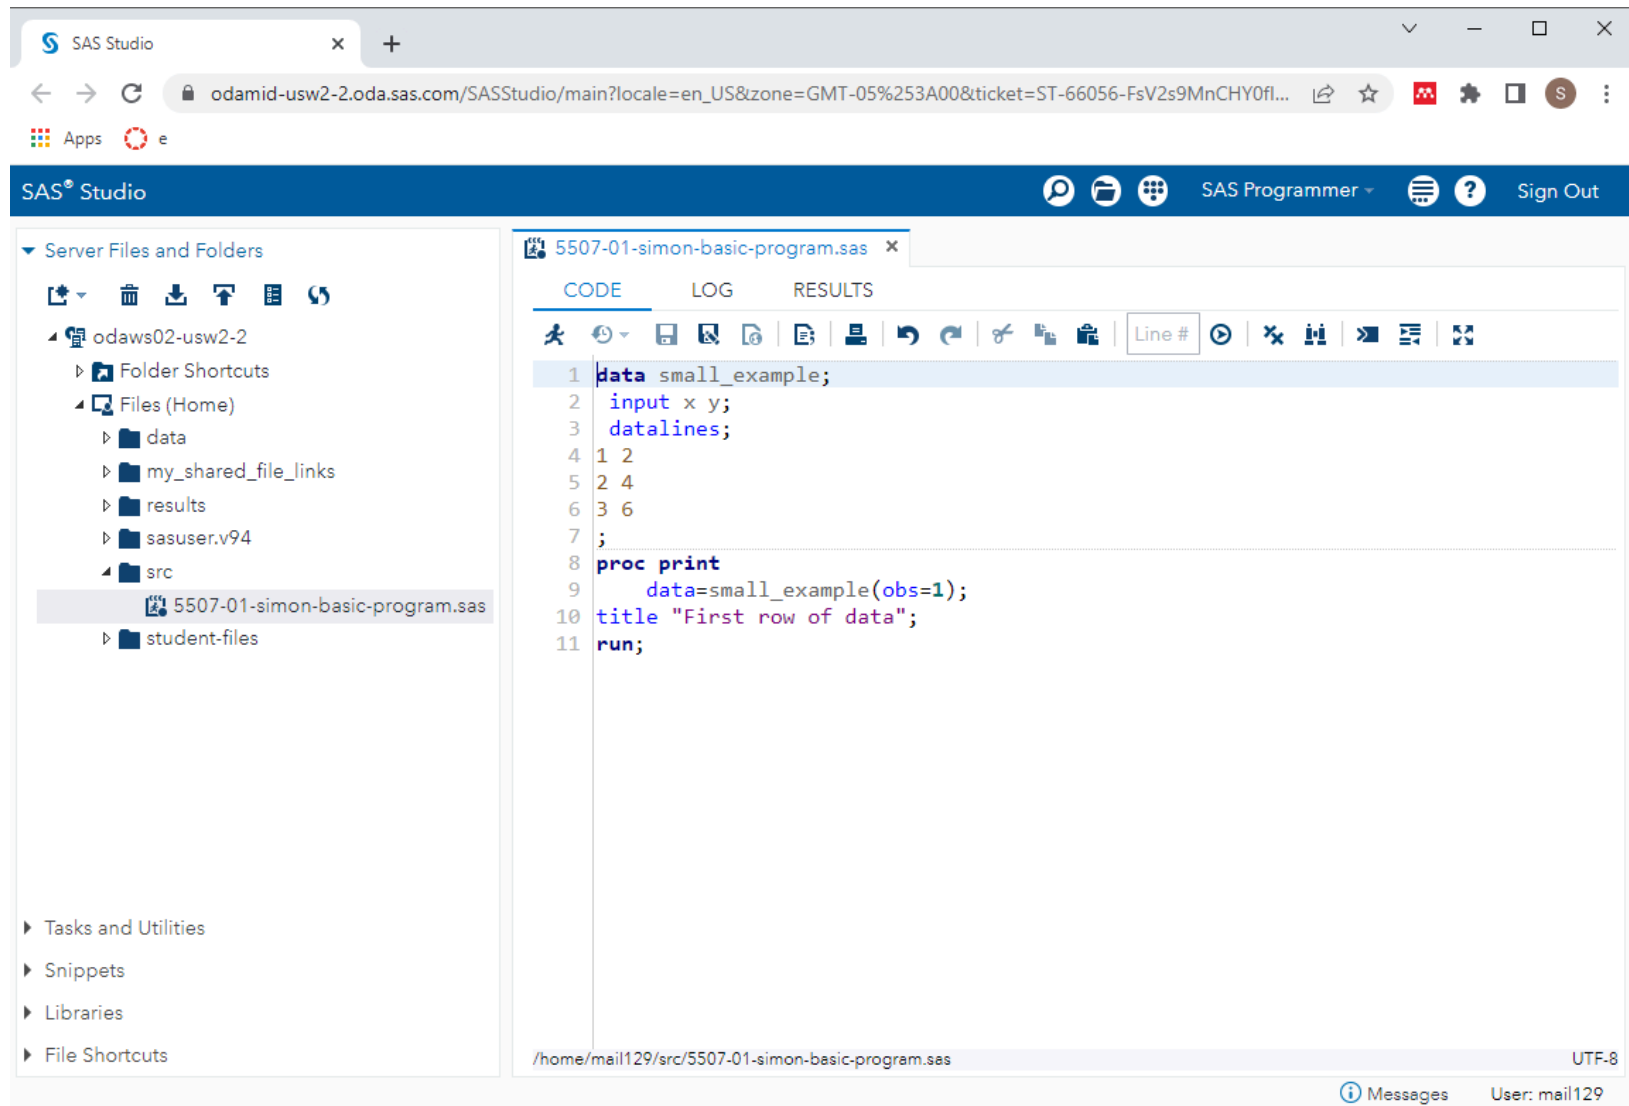 SAS Studio
odamid-usw2-2.oda.sas.com/SASStudio/main?locale=en_US&zone=GMT-05%253A00&ticket=ST-66056-FsV2s9MnCHY0fl...
S
Apps e
SAS® Studio
SAS Programmer
?
Sign Out
Server Files and Folders
odaws02-usw2-2
Folder Shortcuts
Files (Home)
data
my_shared_file_links
results
sasuser.v94
src
5507-01-simon-basic-program.sas
student-files
Tasks and Utilities
Snippets
Libraries
File Shortcuts
5507-01-simon-basic-program.sas
CODE LOG RESULTS
Line #
1 data small_example;
2 input x y;
3 datalines;
4 1 2
5 2 4
6 3 6
7 ;
8 proc print
9 data=small_example(obs=1);
10 title "First row of data";
11 run;
/home/mail129/src/5507-01-simon-basic-program.sas UTF-8
Messages User: mail129